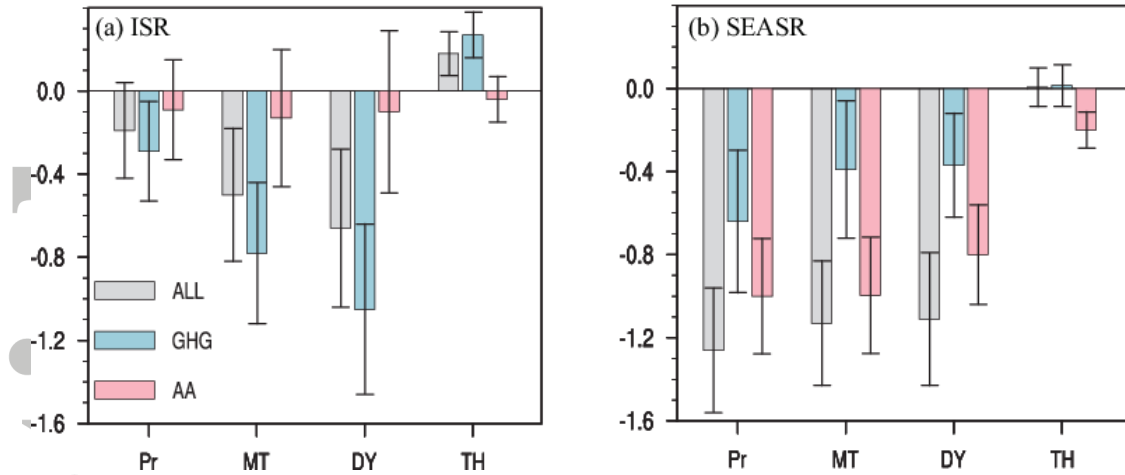 (a) ISR
0.0
-0.4
-0.8
-1.2
-1.6
ALL
GHG
AA
Pr MT DY TH
(b) SEASR
0.0
-0.4
-0.8
-1.2
-1.6
Pr MT DY TH